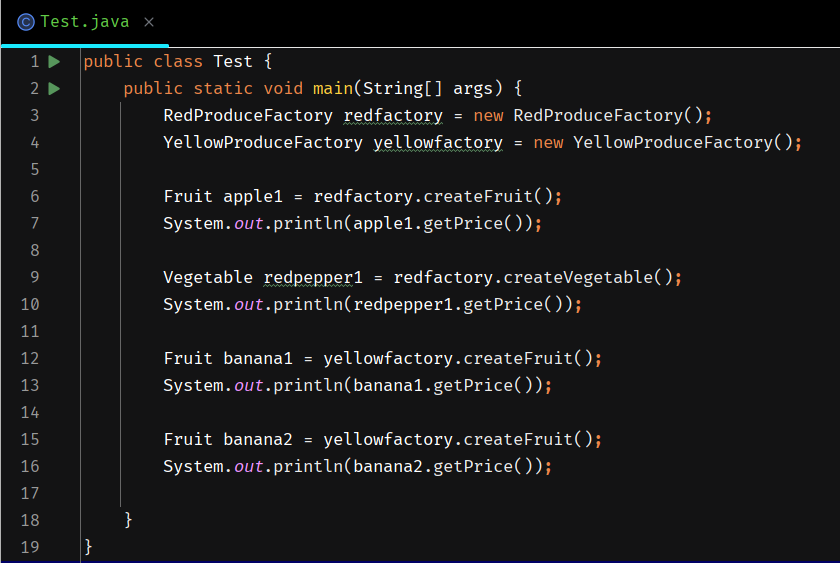 Test.java
1 public class Test {
2     public static void main(String[] args) {
3         RedProduceFactory redfactory = new RedProduceFactory();
4         YellowProduceFactory yellowfactory = new YellowProduceFactory();
5
6         Fruit apple1 = redfactory.createFruit();
7         System.out.println(apple1.getPrice());
8
9         Vegetable redpepper1 = redfactory.createVegetable();
10         System.out.println(redpepper1.getPrice());
11
12         Fruit banana1 = yellowfactory.createFruit();
13         System.out.println(banana1.getPrice());
14
15         Fruit banana2 = yellowfactory.createFruit();
16         System.out.println(banana2.getPrice());
17
18     }
19 }